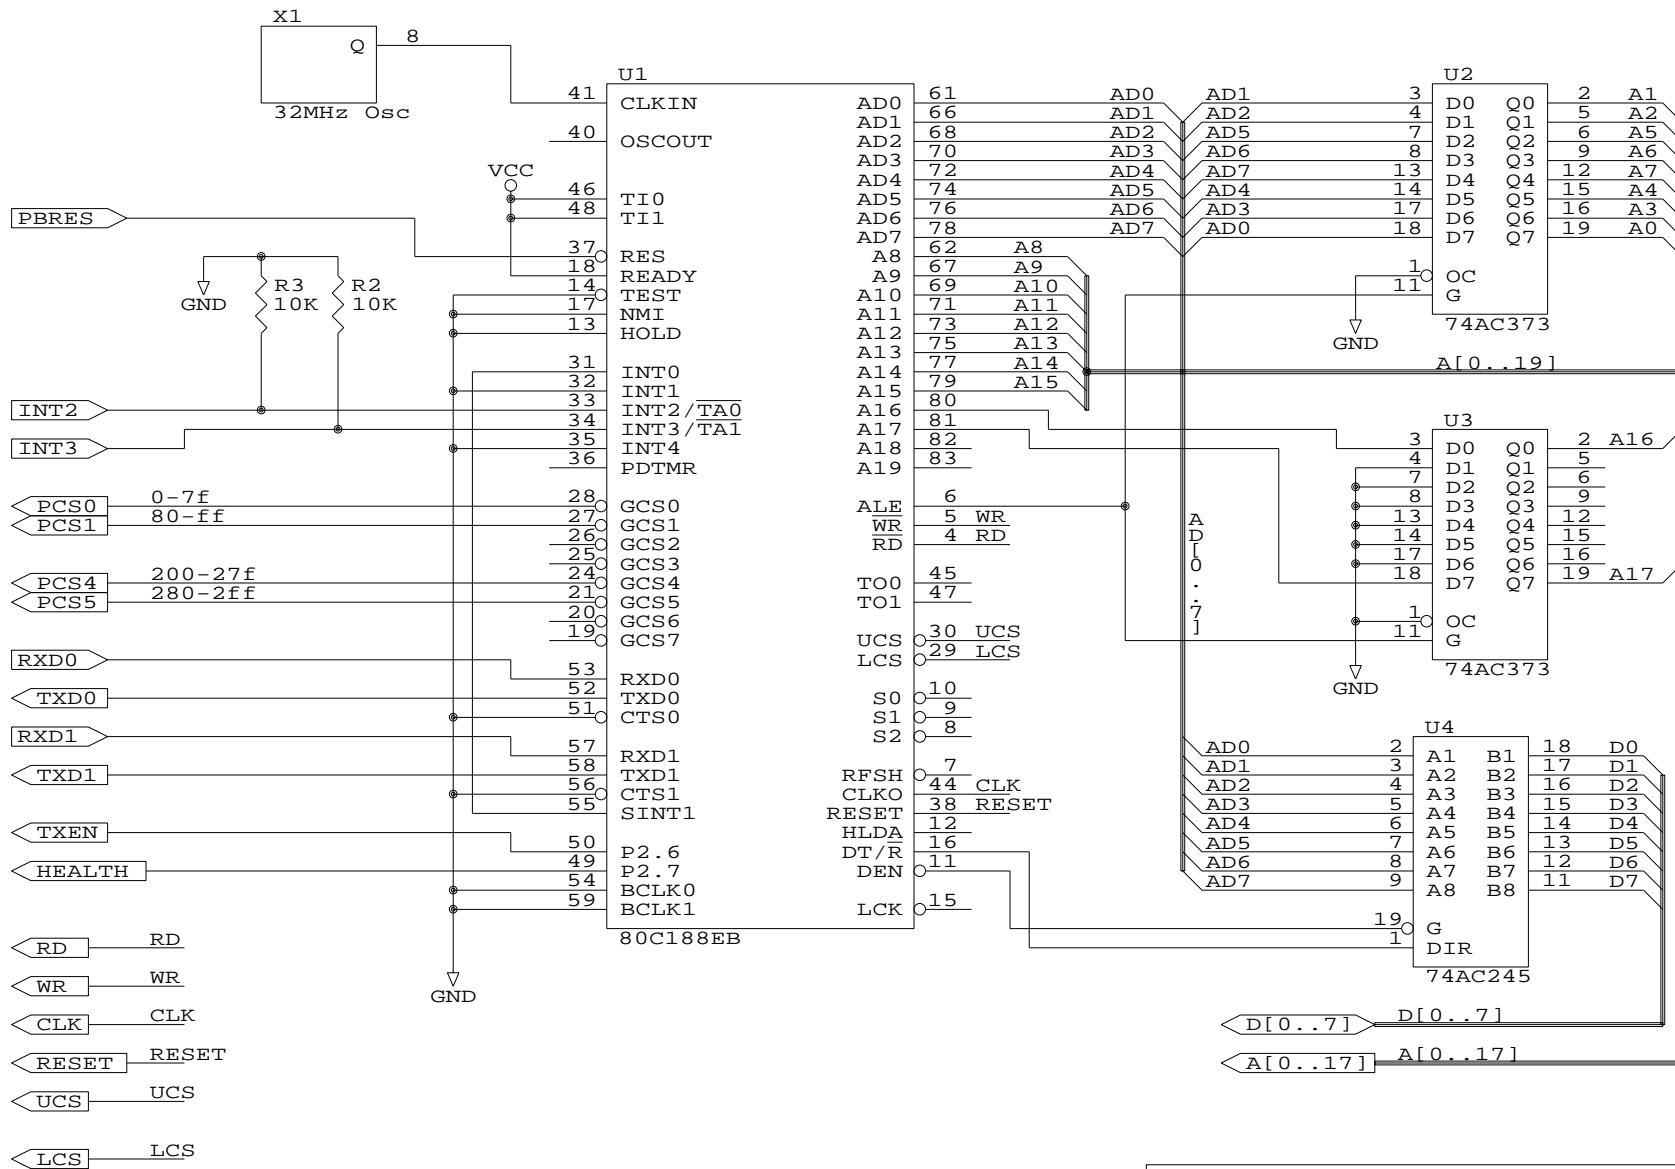 X1
Q 8
32MHz Osc
U1
41 CLKIN
40 OSCOUT
VCC
46 TI0
48 TI1
PBRES
37 RES
18 READY
14 TEST
17 NMI
13 HOLD
GND
R3
10K
R2
10K
31 INT0
32 INT1
INT2
33 INT2/TA0
INT3
34 INT3/TA1
35 INT4
36 PDTMR
PCS0 0-7f 28 GCS0
PCS1 80-ff 27 GCS1
26 GCS2
25 GCS3
PCS4 200-27f 24 GCS4
PCS5 280-2ff 21 GCS5
20 GCS6
19 GCS7
RXD0 53 RXD0
TXD0 52 TXD0
51 CTS0
RXD1 57 RXD1
TXD1 58 TXD1
56 CTS1
55 SINT1
TXEN 50 P2.6
HEALTH 49 P2.7
54 BCLK0
59 BCLK1
80C188EB
GND
RD RD
WR WR
CLK CLK
RESET RESET
UCS UCS
LCS LCS
AD0 61 AD0
AD1 66 AD1
AD2 68 AD2
AD3 70 AD3
AD4 72 AD4
AD5 74 AD5
AD6 76 AD6
AD7 78 AD7
A8 62 A8
A9 67 A9
A10 69 A10
A11 71 A11
A12 73 A12
A13 75 A13
A14 77 A14
A15 79 A15
A16 80
A17 81
A18 82
A19 83
ALE 6
WR 5 WR
RD 4 RD
TO0 45
TO1 47
UCS 30 UCS
LCS 29 LCS
S0 10
S1 9
S2 8
RFSH 7
CLKO 44 CLK
RESET 38 RESET
HLDA 12
DT/R 16
DEN 11
LCK 15
AD[0..7]
U2
AD1 3 D0 Q0 2 A1
AD2 4 D1 Q1 5 A2
AD5 7 D2 Q2 6 A5
AD6 8 D3 Q3 9 A6
AD7 13 D4 Q4 12 A7
AD4 14 D5 Q5 15 A4
AD3 17 D6 Q6 16 A3
AD0 18 D7 Q7 19 A0
1 OC
11 G
74AC373
GND
A[0..19]
U3
3 D0 Q0 2 A16
4 D1 Q1 5
7 D2 Q2 6
8 D3 Q3 9
13 D4 Q4 12
14 D5 Q5 15
17 D6 Q6 16
18 D7 Q7 19 A17
1 OC
11 G
74AC373
GND
U4
AD0 2 A1 B1 18 D0
AD1 3 A2 B2 17 D1
AD2 4 A3 B3 16 D2
AD3 5 A4 B4 15 D3
AD4 6 A5 B5 14 D4
AD5 7 A6 B6 13 D5
AD6 8 A7 B7 12 D6
AD7 9 A8 B8 11 D7
19 G
1 DIR
74AC245
D[0..7] D[0..7]
A[0..17] A[0..17]